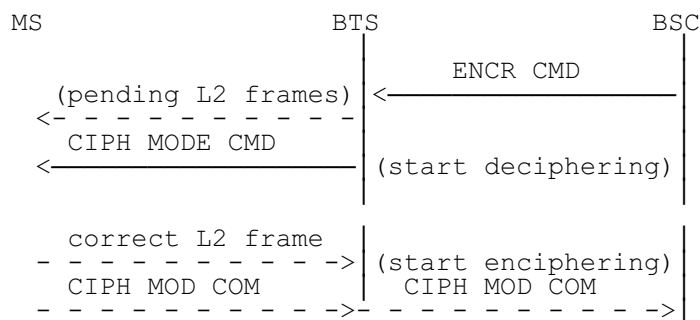 MS BTS BSC
ENCR CMD
(pending L2 frames)
CIPH MODE CMD
(start deciphering)
correct L2 frame
(start enciphering)
CIPH MOD COM CIPH MOD COM